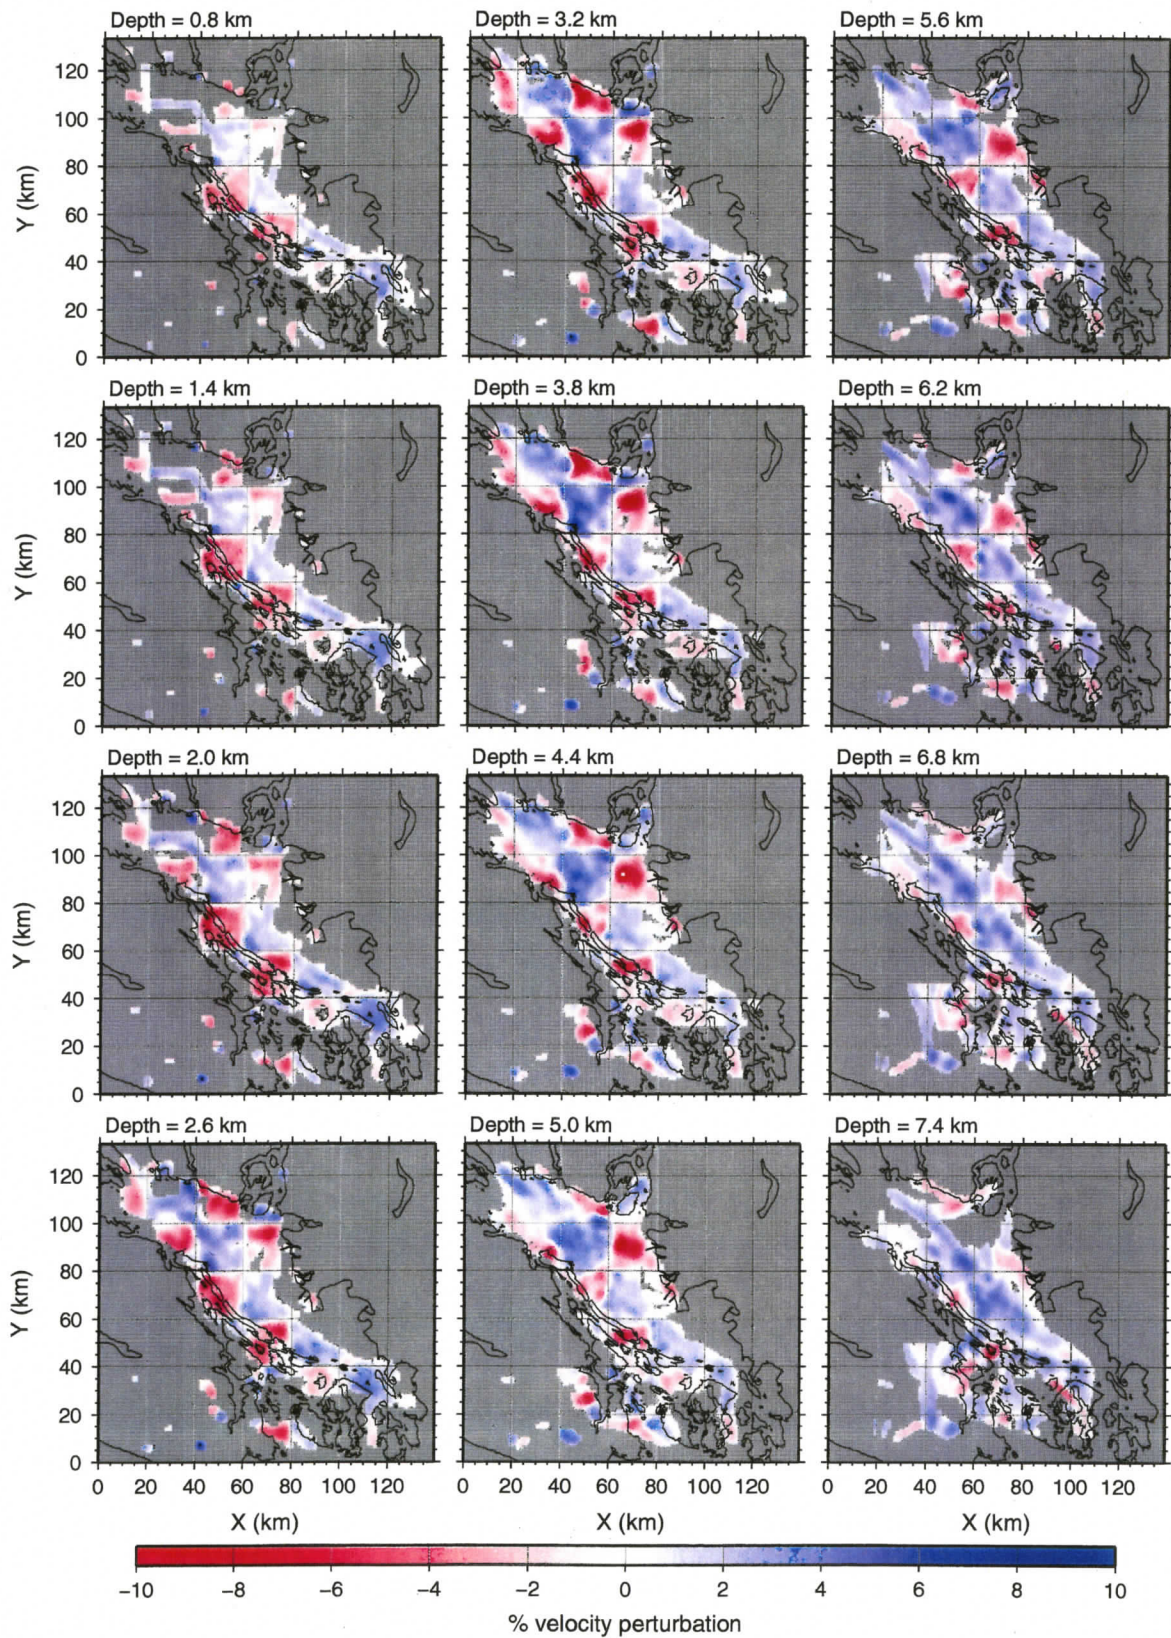 Depth = 0.8 km
Depth = 3.2 km
Depth = 5.6 km
Y (km)
120
100
80
60
40
20
0
Depth = 1.4 km
Depth = 3.8 km
Depth = 6.2 km
Y (km)
120
100
80
60
40
20
0
Depth = 2.0 km
Depth = 4.4 km
Depth = 6.8 km
Y (km)
120
100
80
60
40
20
0
Depth = 2.6 km
Depth = 5.0 km
Depth = 7.4 km
Y (km)
120
100
80
60
40
20
0
0 20 40 60 80 100 120 0 20 40 60 80 100 120 0 20 40 60 80 100 120
X (km) X (km) X (km)
−10 −8 −6 −4 −2 0 2 4 6 8 10
% velocity perturbation